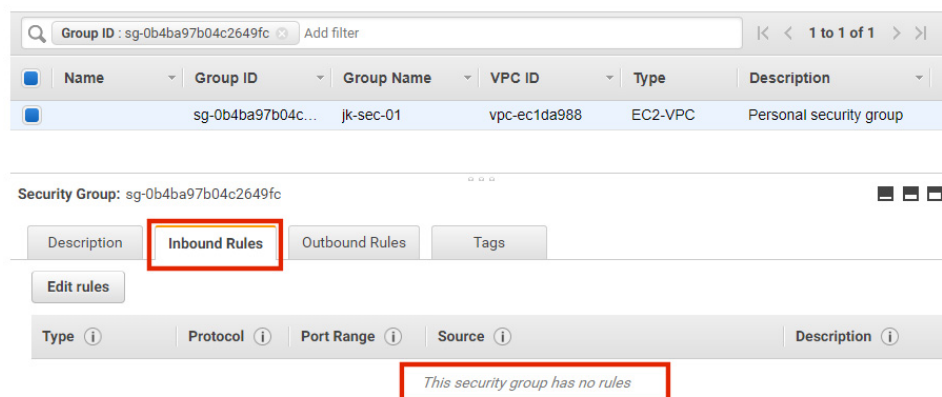 Group ID : sg-0b4ba97b04c2649fc Add filter 1 to 1 of 1
Name Group ID Group Name VPC ID Type Description
sg-0b4ba97b04c... jk-sec-01 vpc-ec1da988 EC2-VPC Personal security group
Security Group: sg-0b4ba97b04c2649fc
Description Inbound Rules Outbound Rules Tags
Edit rules
Type Protocol Port Range Source Description
This security group has no rules